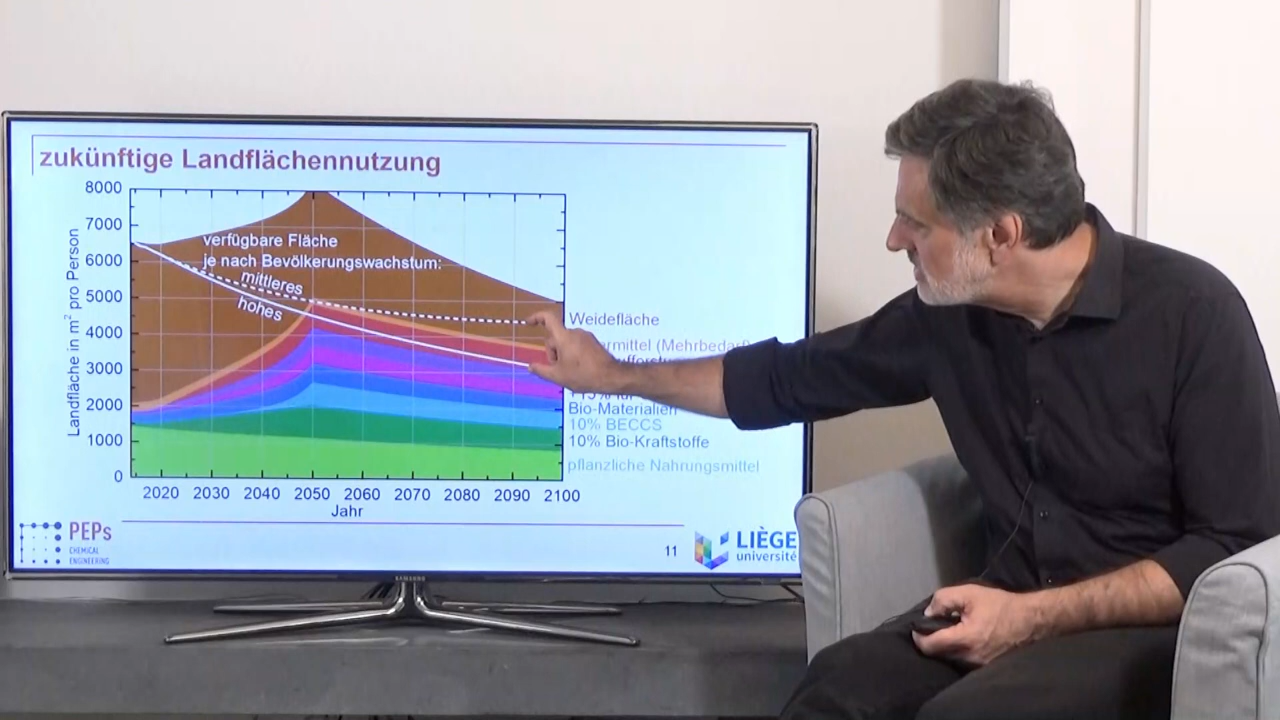 zukünftige Landflächennutzung
8000
7000
6000
5000
4000
3000
2000
1000
0
Landfläche in m² pro Person
verfügbare Fläche
je nach Bevölkerungswachstum:
mittleres
hohes
Weidefläche
(Mehrbedarf)
Bio-Materialien
10% BECCS
10% Bio-Kraftstoffe
pflanzliche Nahrungsmittel
2020 2030 2040 2050 2060 2070 2080 2090 2100
Jahr
PEPs
CHEMICAL
ENGINEERING
11
LIÈGE
université
SAMSUNG